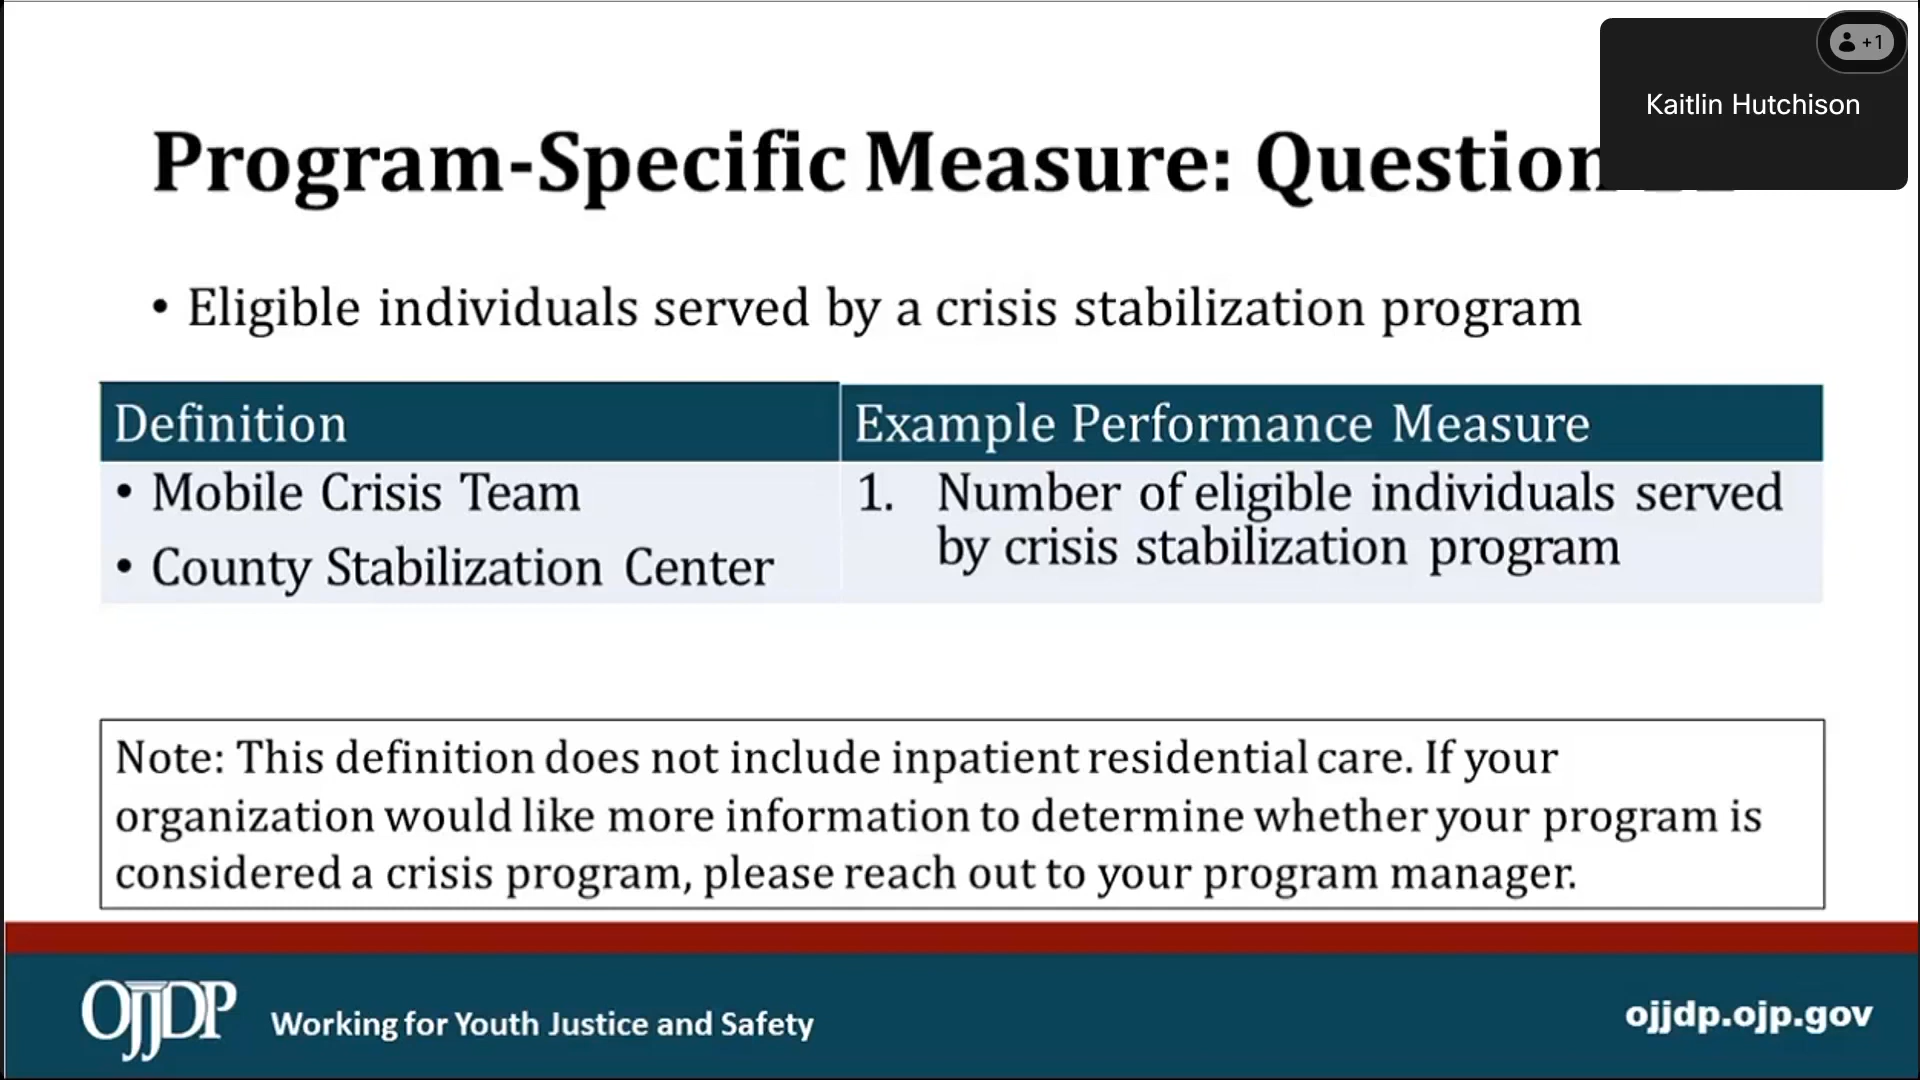 +1
Kaitlin Hutchison
Program-Specific Measure: Question
• Eligible individuals served by a crisis stabilization program
Definition
Example Performance Measure
• Mobile Crisis Team
• County Stabilization Center
1. Number of eligible individuals served
by crisis stabilization program
Note: This definition does not include inpatient residential care. If your
organization would like more information to determine whether your program is
considered a crisis program, please reach out to your program manager.
OJJDP
Working for Youth Justice and Safety
ojjdp.ojp.gov